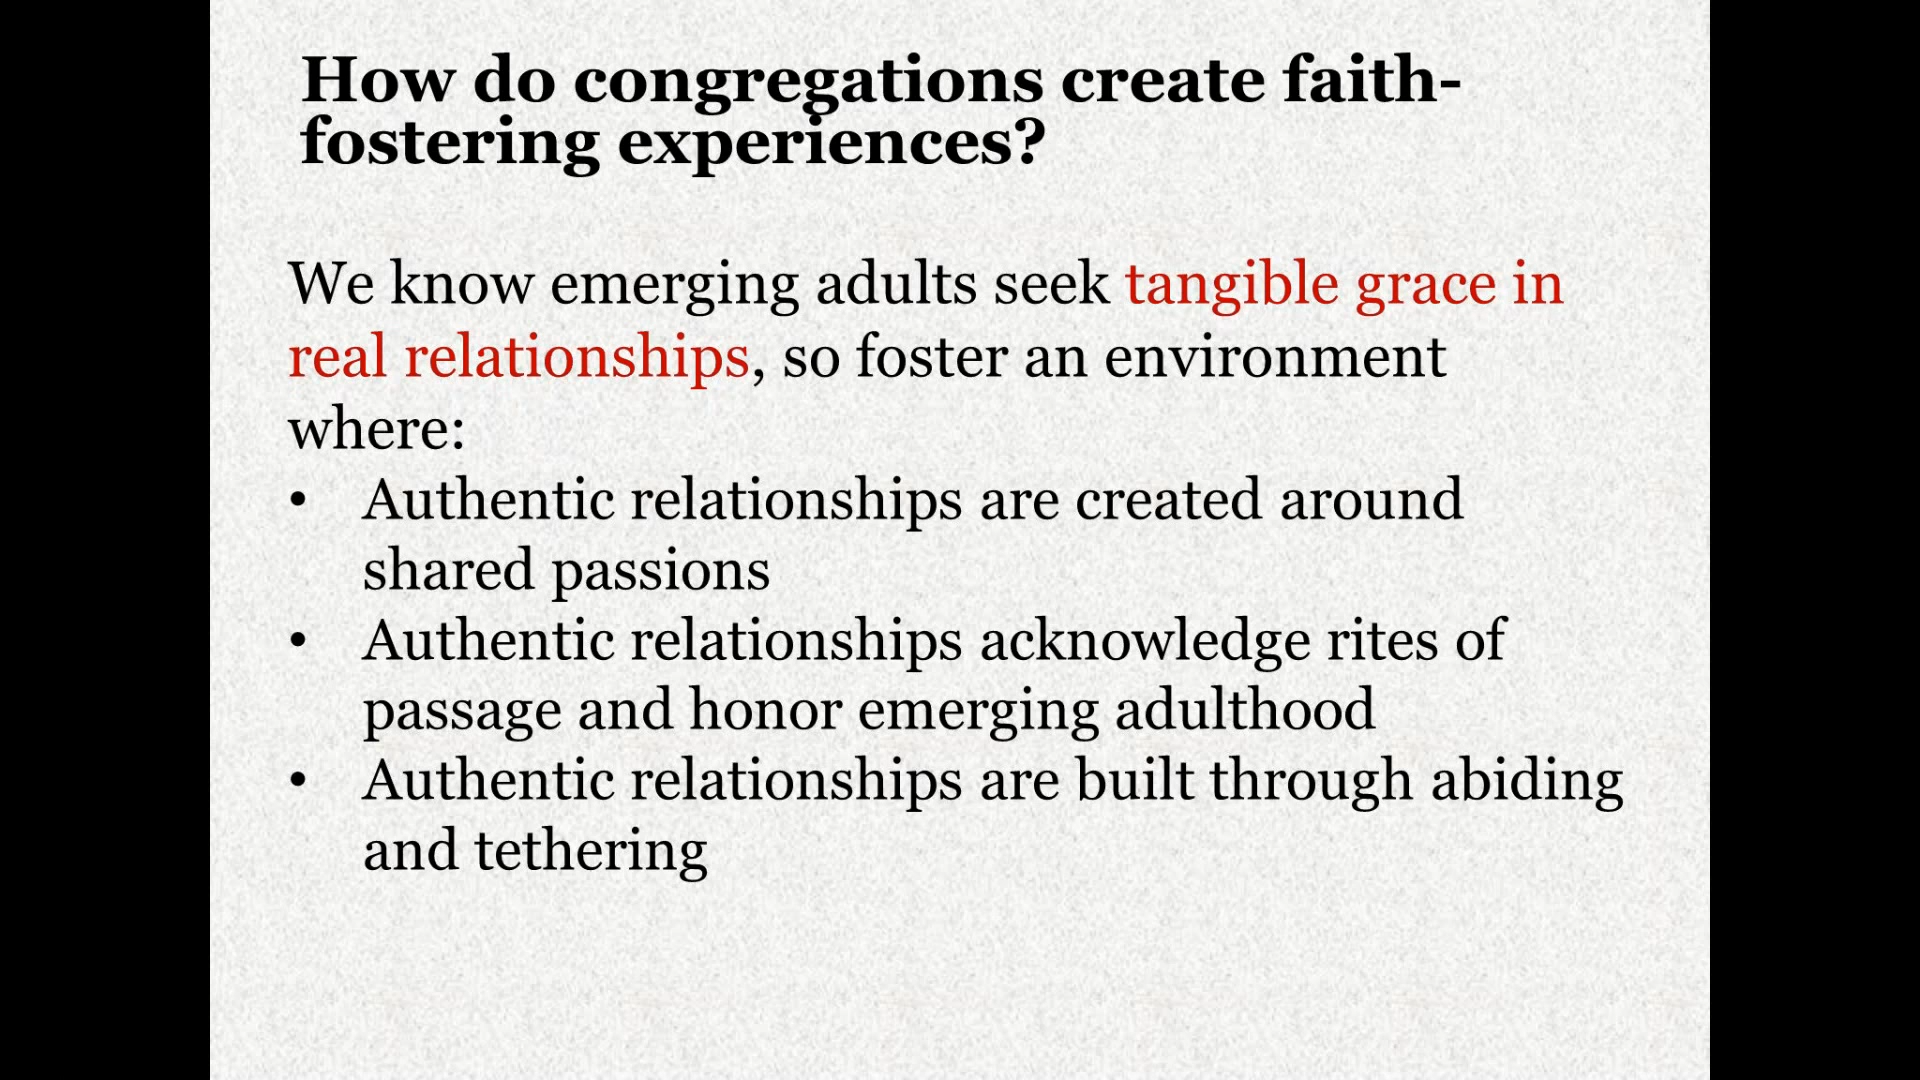 How do congregations create faith-
fostering experiences?
We know emerging adults seek tangible grace in
real relationships, so foster an environment
where:
• Authentic relationships are created around
shared passions
• Authentic relationships acknowledge rites of
passage and honor emerging adulthood
• Authentic relationships are built through abiding
and tethering